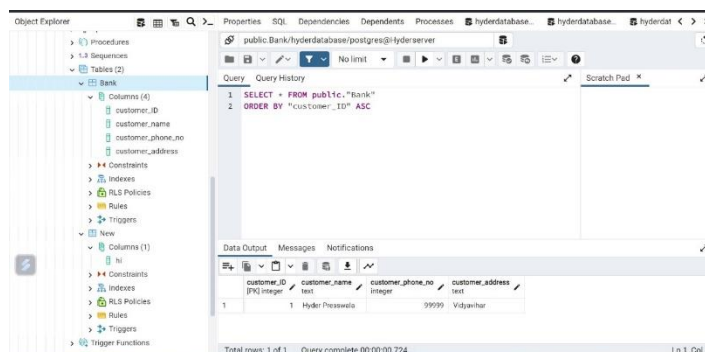 Object Explorer
Procedures
1..3 Sequences
Tables (2)
Bank
Columns (4)
customer_ID
customer_name
customer_phone_no
customer_address
Constraints
Indexes
RLS Policies
Rules
Triggers
New
Columns (1)
hi
Constraints
Indexes
RLS Policies
Rules
Triggers
Trigger Functions
Properties SQL Dependencies Dependents Processes hyderdatabase... hyderdatabase... hyderdat
public.Bank/hyderdatabase/postgres@Hyderserver
No limit
Query Query History
Scratch Pad
1 SELECT * FROM public."Bank"
2 ORDER BY "customer_ID" ASC
Data Output Messages Notifications
customer_ID customer_name customer_phone_no customer_address
[PK] integer text integer text
1 1 Hyder Presswala 99999 Vidyavihar
Total rows: 1 of 1 Query complete 00:00:00.724 Ln 1, Col